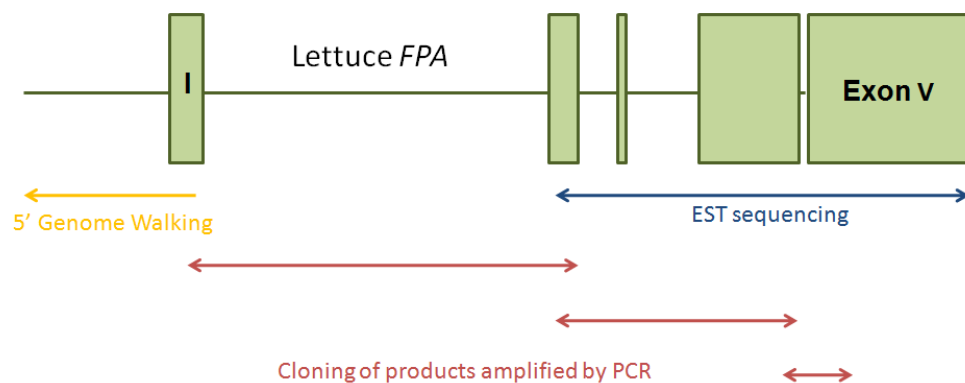 Lettuce FPA
I
Exon V
5’ Genome Walking
EST sequencing
Cloning of products amplified by PCR